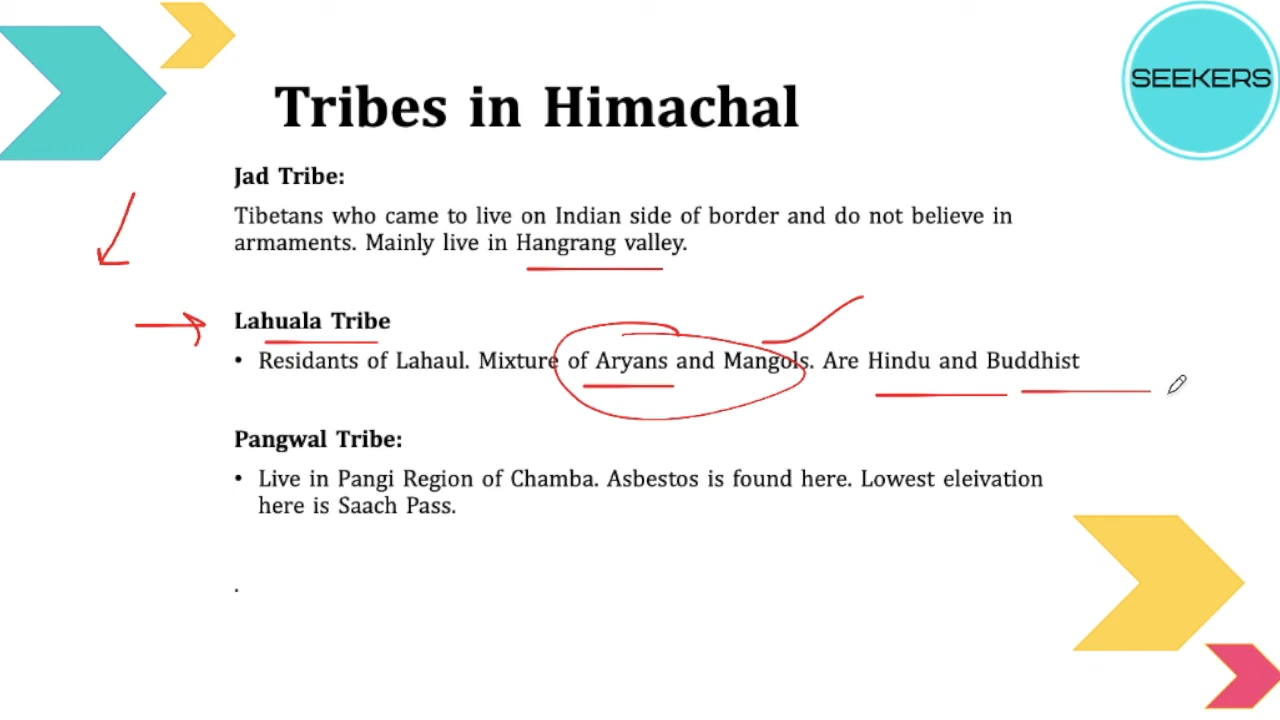 SEEKERS
Tribes in Himachal
Jad Tribe:
Tibetans who came to live on Indian side of border and do not believe in
armaments. Mainly live in Hangrang valley.
Lahuala Tribe
• Residants of Lahaul. Mixture of Aryans and Mangols. Are Hindu and Buddhist
Pangwal Tribe:
• Live in Pangi Region of Chamba. Asbestos is found here. Lowest eleivation
here is Saach Pass.
.